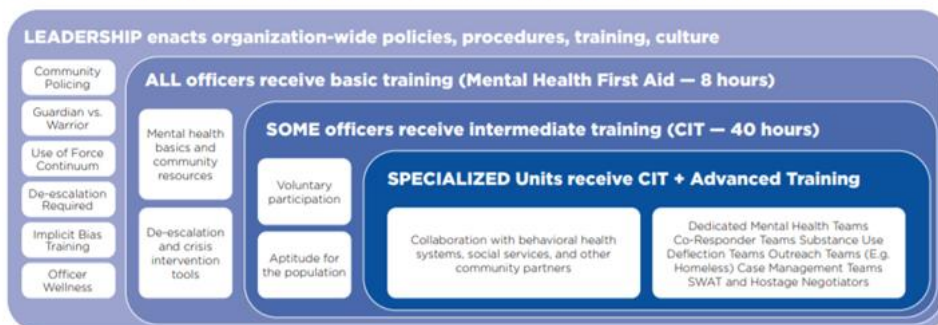 LEADERSHIP enacts organization-wide policies, procedures, training, culture
Community
Policing
Guardian vs.
Warrior
Use of Force
Continuum
De-escalation
Required
Implicit Bias
Training
Officer
Wellness
ALL officers receive basic training (Mental Health First Aid — 8 hours)
Mental health
basics and
community
resources
De-escalation
and crisis
intervention
tools
SOME officers receive intermediate training (CIT — 40 hours)
Voluntary
participation
Aptitude for
the population
SPECIALIZED Units receive CIT + Advanced Training
Collaboration with behavioral health
systems, social services, and other
community partners
Dedicated Mental Health Teams
Co-Responder Teams Substance Use
Deflection Teams Outreach Teams (E.g.
Homeless) Case Management Teams
SWAT and Hostage Negotiators